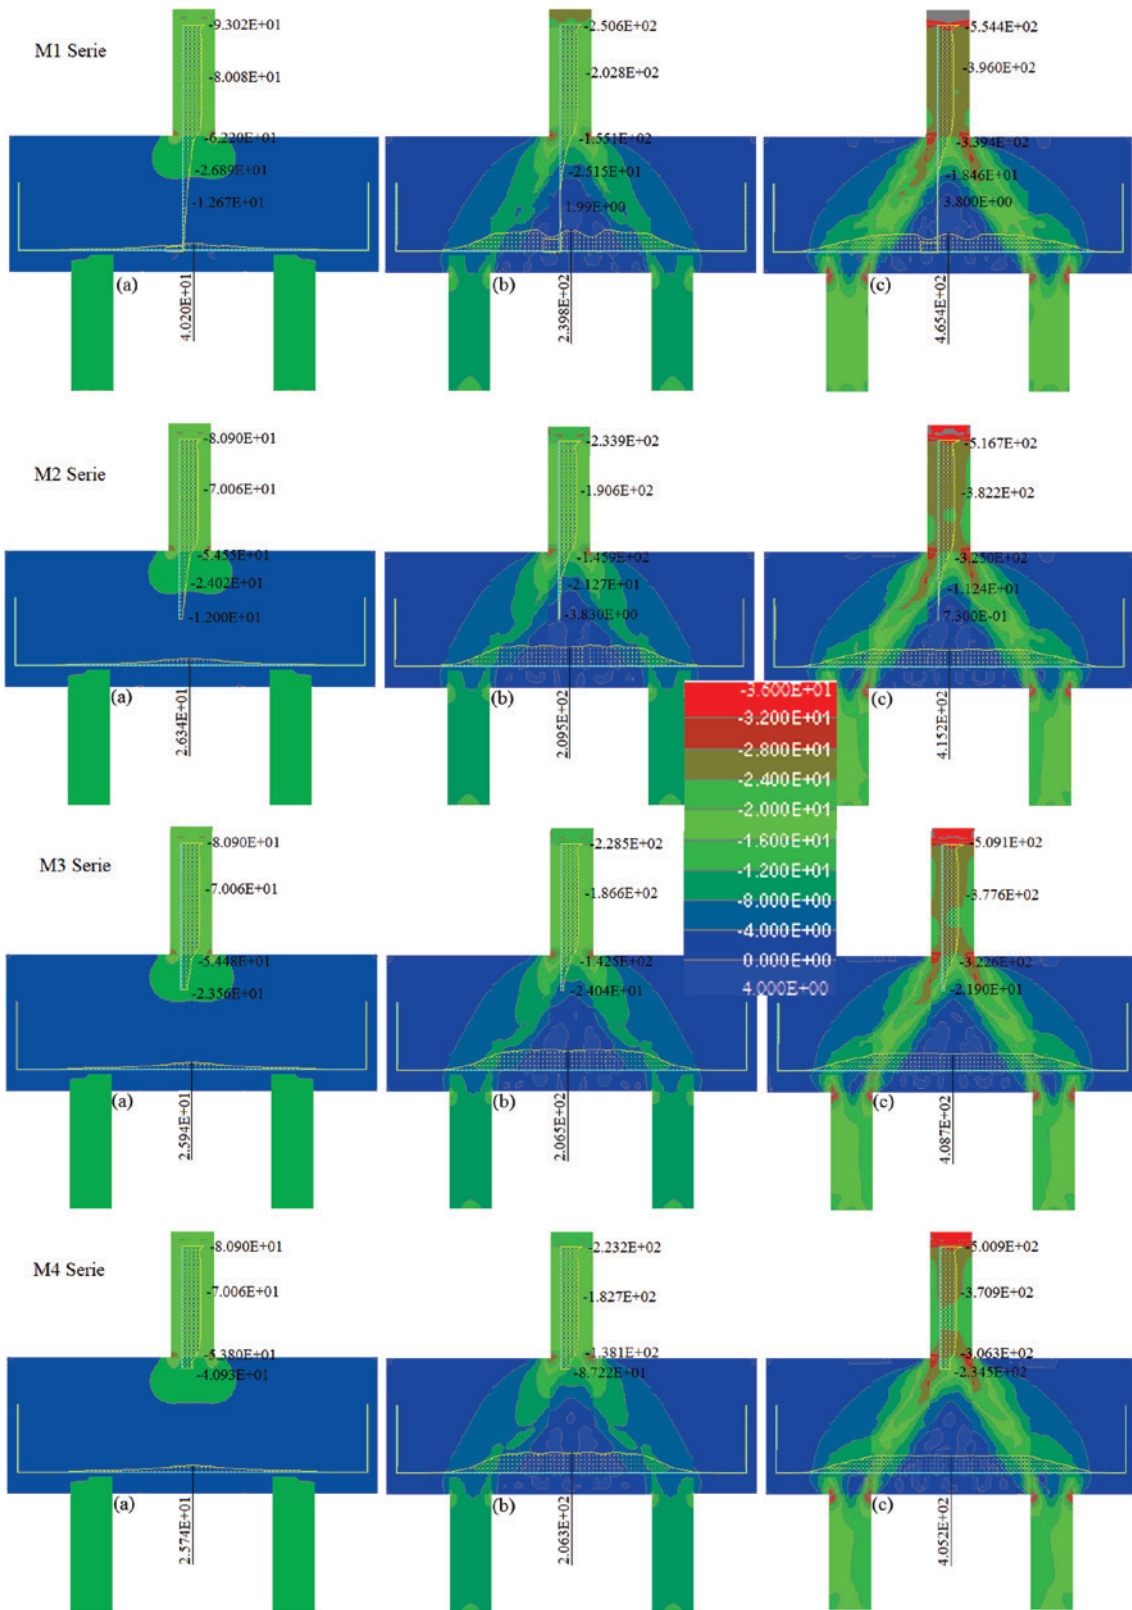 M1 Serie
-9.302E+01
-8.008E+01
-6.220E+01
-2.689E+01
-1.267E+01
(a)
4.020E+01
-2.506E+02
-2.028E+02
-1.551E+02
-2.515E+01
1.99E+00
(b)
2.398E+02
-5.544E+02
-3.960E+02
-3.394E+02
-1.846E+01
3.800E+00
(c)
4.654E+02
M2 Serie
-8.090E+01
-7.006E+01
-5.455E+01
-2.402E+01
-1.200E+01
(a)
2.634E+01
-2.339E+02
-1.906E+02
-1.459E+02
-2.127E+01
-3.830E+00
(b)
2.095E+02
-5.167E+02
-3.822E+02
-3.250E+02
-1.124E+01
7.300E-01
(c)
4.152E+02
-3.600E+01
-3.200E+01
-2.800E+01
-2.400E+01
-2.000E+01
-1.600E+01
-1.200E+01
-8.000E+00
-4.000E+00
0.000E+00
4.000E+00
M3 Serie
-8.090E+01
-7.006E+01
-5.448E+01
-2.356E+01
(a)
2.594E+01
-2.285E+02
-1.866E+02
-1.425E+02
-2.404E+01
(b)
2.065E+02
-5.091E+02
-3.776E+02
-3.226E+02
-2.190E+01
(c)
4.087E+02
M4 Serie
-8.090E+01
-7.006E+01
-5.380E+01
-4.093E+01
(a)
2.574E+01
-2.232E+02
-1.827E+02
-1.381E+02
-8.722E+01
(b)
2.063E+02
-5.009E+02
-3.709E+02
-3.063E+02
-2.345E+02
(c)
4.052E+02